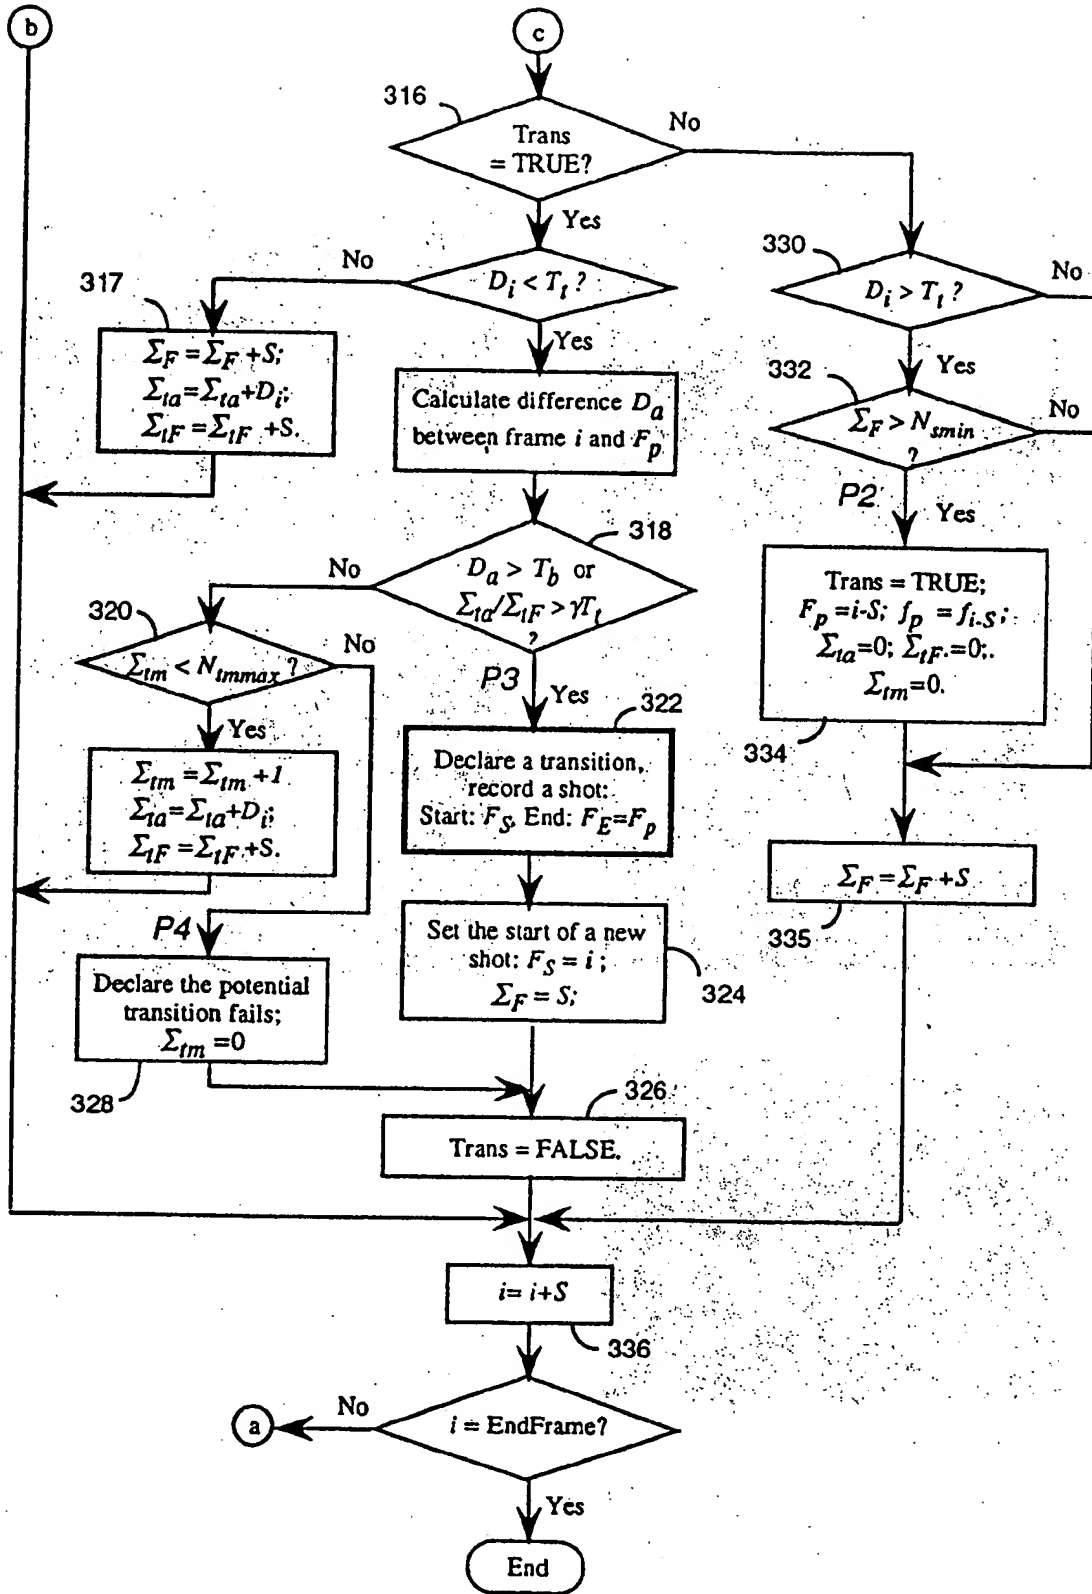 b
c
316
Trans
= TRUE?
No
Yes
330
D_i > T_t ?
No
Yes
No
D_i < T_t ?
Yes
317
Σ_F = Σ_F + S;
Σ_ta = Σ_ta + D_i;
Σ_tF = Σ_tF + S.
Calculate difference D_a
between frame i and F_p
332
Σ_F > N_smin
?
No
P2
Yes
318
D_a > T_b or
Σ_ta/Σ_tF > γT_t
?
No
P3
Yes
320
Σ_tm < N_tmmax ?
No
Yes
Trans = TRUE;
F_p = i-S; f_p = f_i-S;
Σ_ta=0; Σ_tF=0;
Σ_tm=0.
334
322
Declare a transition,
record a shot:
Start: F_S. End: F_E=F_p
Σ_tm = Σ_tm + 1
Σ_ta = Σ_ta + D_i;
Σ_tF = Σ_tF + S.
Σ_F = Σ_F + S
335
P4
Set the start of a new
shot: F_S = i ;
Σ_F = S;
324
Declare the potential
transition fails;
Σ_tm = 0
328
326
Trans = FALSE.
i= i+S
336
i = EndFrame?
No
a
Yes
End